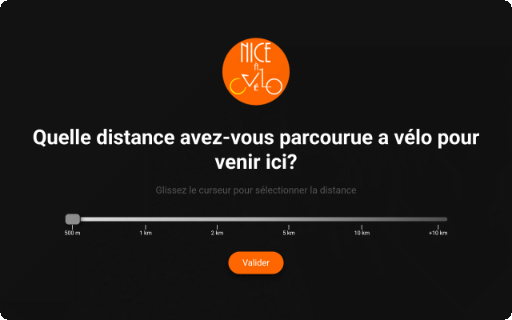 NICE
à
VÉLO
Quelle distance avez-vous parcourue a vélo pour
venir ici?
Glissez le curseur pour sélectionner la distance
500 m 1 km 2 km 5 km 10 km +10 km
Valider